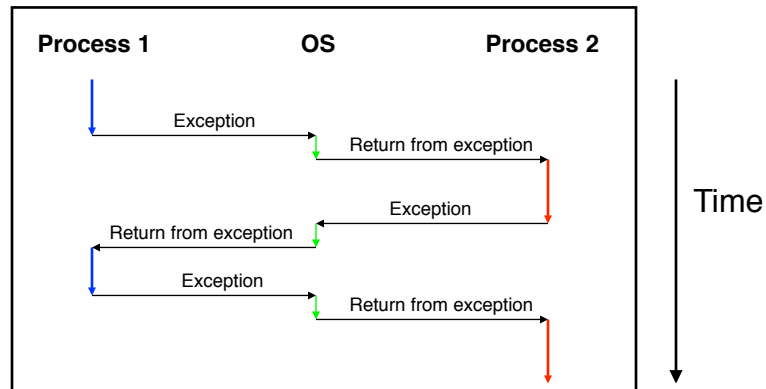 Process 1 OS Process 2
Exception
Return from exception
Time
Exception
Return from exception
Exception
Return from exception